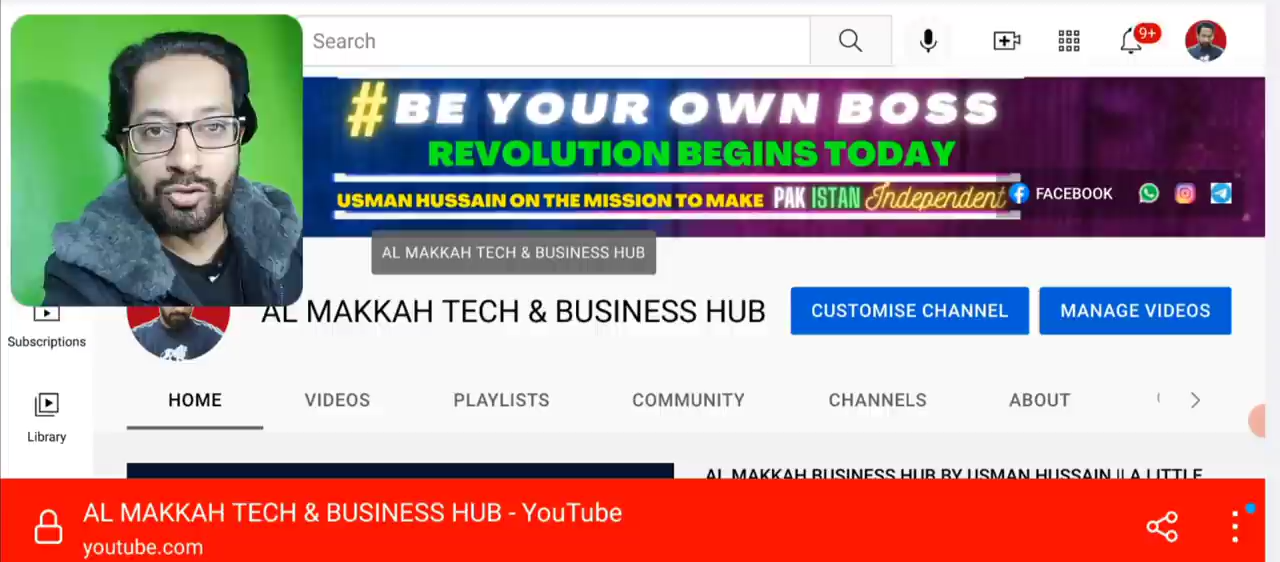 Search
9+
#BE YOUR OWN BOSS
REVOLUTION BEGINS TODAY
USMAN HUSSAIN ON THE MISSION TO MAKE PAKISTAN Independent
FACEBOOK
AL MAKKAH TECH & BUSINESS HUB
AL MAKKAH TECH & BUSINESS HUB
CUSTOMISE CHANNEL
MANAGE VIDEOS
Subscriptions
HOME
VIDEOS
PLAYLISTS
COMMUNITY
CHANNELS
ABOUT
Library
AL MAKKAH BUSINESS HUB BY USMAN HUSSAIN || A LITTLE
AL MAKKAH TECH & BUSINESS HUB - YouTube
youtube.com